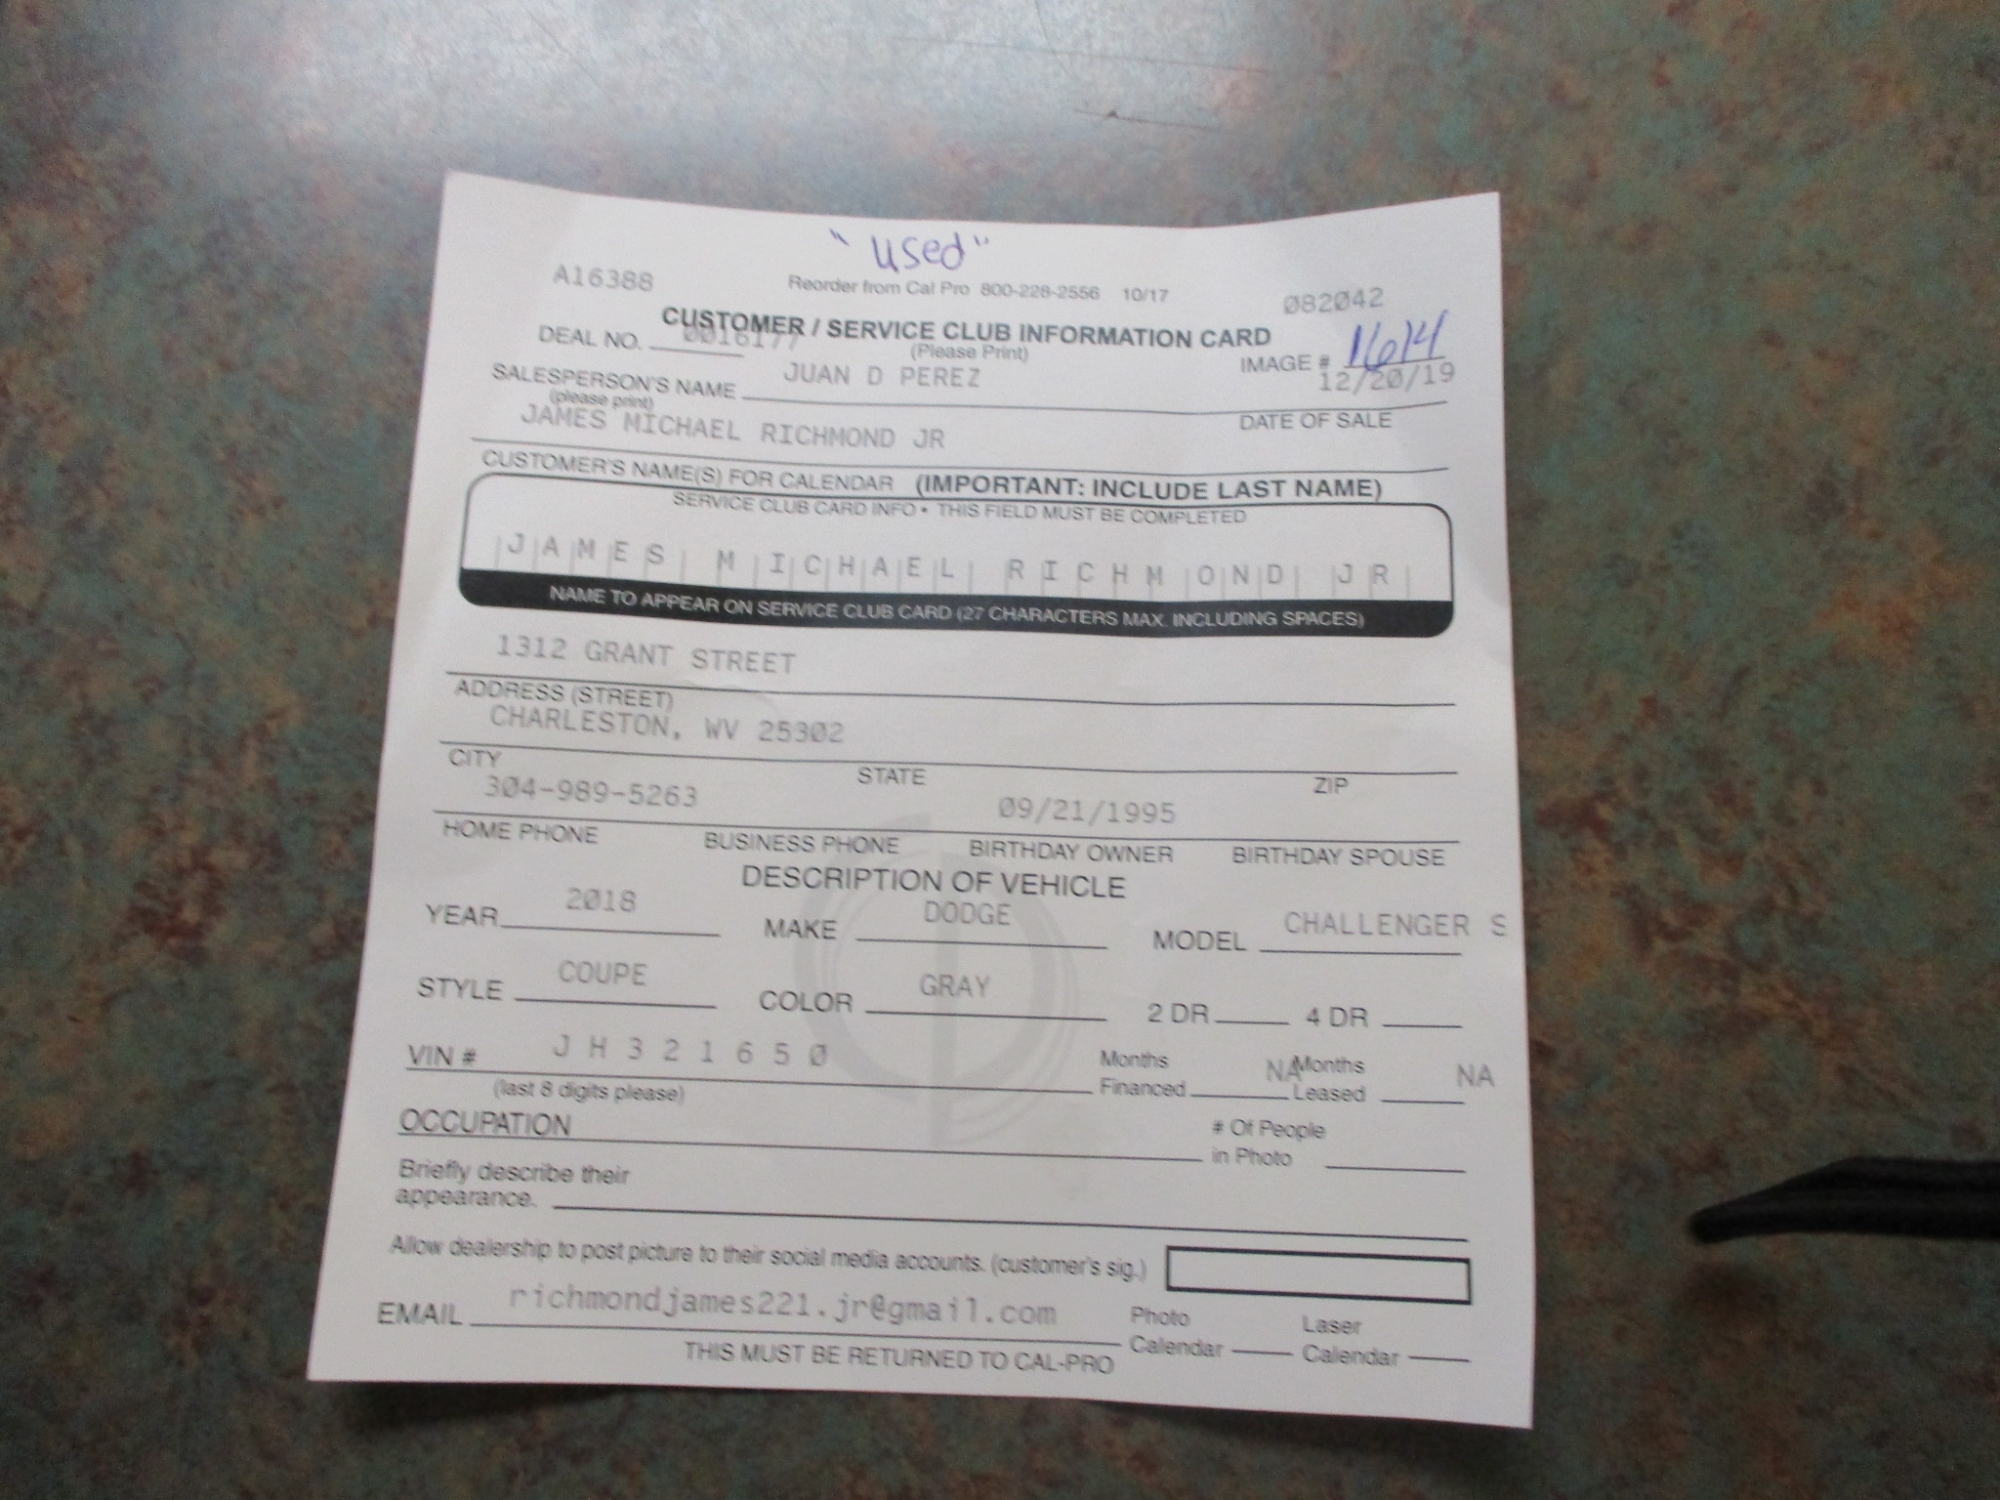 "used"
A16388
Reorder from Cal Pro 800-228-2556 10/17
082042
CUSTOMER / SERVICE CLUB INFORMATION CARD
DEAL NO. 0016177
(Please Print)
IMAGE # 1614
SALESPERSON'S NAME JUAN D PEREZ
12/20/19
(please print)
DATE OF SALE
JAMES MICHAEL RICHMOND JR
CUSTOMER'S NAME(S) FOR CALENDAR (IMPORTANT: INCLUDE LAST NAME)
SERVICE CLUB CARD INFO • THIS FIELD MUST BE COMPLETED
JAMES MICHAEL RICHMOND JR
NAME TO APPEAR ON SERVICE CLUB CARD (27 CHARACTERS MAX. INCLUDING SPACES)
1312 GRANT STREET
ADDRESS (STREET)
CHARLESTON, WV 25302
CITY STATE ZIP
304-989-5263 09/21/1995
HOME PHONE BUSINESS PHONE BIRTHDAY OWNER BIRTHDAY SPOUSE
DESCRIPTION OF VEHICLE
YEAR 2018 MAKE DODGE MODEL CHALLENGER S
STYLE COUPE COLOR GRAY 2 DR 4 DR
VIN # J H 3 2 1 6 5 0 Months Financed NA Months Leased NA
(last 8 digits please)
OCCUPATION # Of People in Photo
Briefly describe their
appearance.
Allow dealership to post picture to their social media accounts. (customer's sig.)
EMAIL richmondjames221.jr@gmail.com Photo Calendar Laser Calendar
THIS MUST BE RETURNED TO CAL-PRO